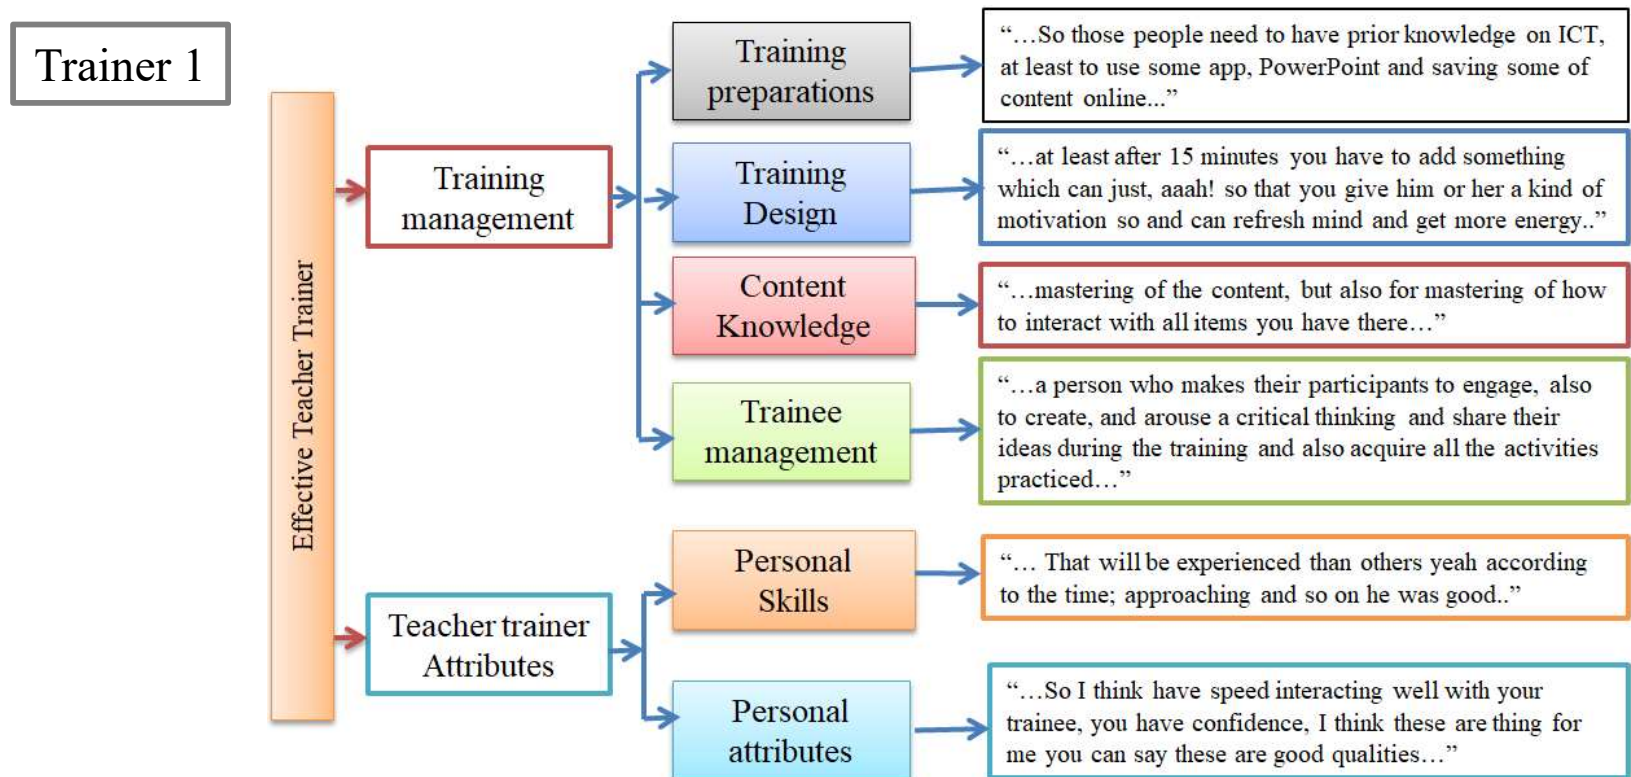 Trainer 1
Effective Teacher Trainer
Training
management
Training
preparations
“…So those people need to have prior knowledge on ICT,
at least to use some app, PowerPoint and saving some of
content online...”
Training
Design
“…at least after 15 minutes you have to add something
which can just, aaah! so that you give him or her a kind of
motivation so and can refresh mind and get more energy..”
Content
Knowledge
“…mastering of the content, but also for mastering of how
to interact with all items you have there…”
Trainee
management
“…a person who makes their participants to engage, also
to create, and arouse a critical thinking and share their
ideas during the training and also acquire all the activities
practiced…”
Teacher trainer
Attributes
Personal
Skills
“… That will be experienced than others yeah according
to the time; approaching and so on he was good..”
Personal
attributes
“…So I think have speed interacting well with your
trainee, you have confidence, I think these are thing for
me you can say these are good qualities…”